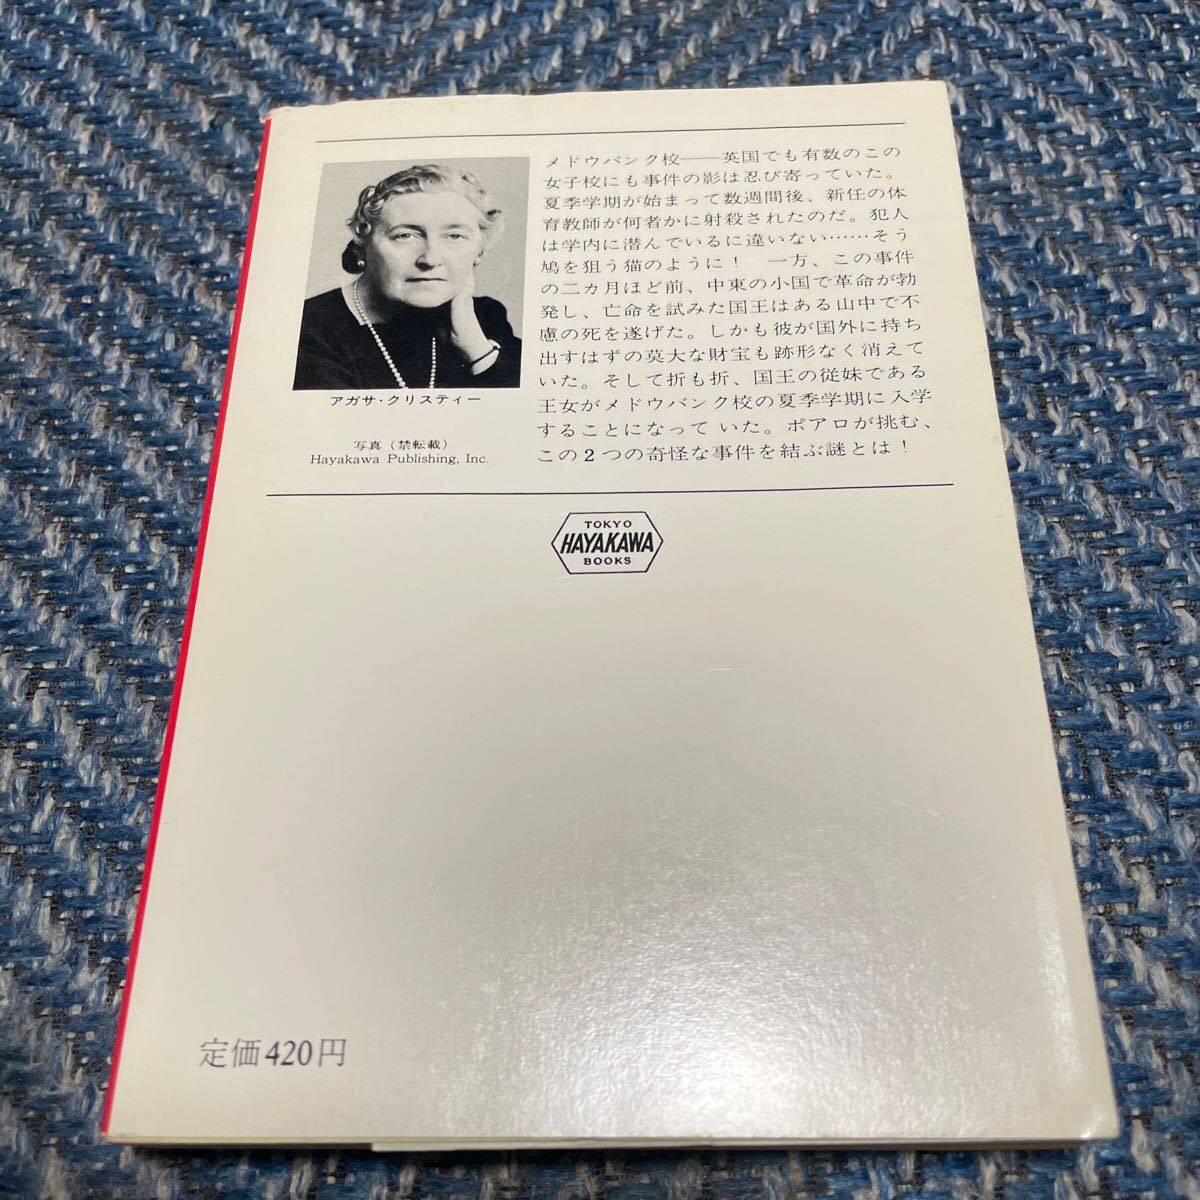 メドウバンク校――英国でも有数のこの
女子校にも事件の影は忍び寄っていた。
夏季学期が始まって数週間後、新任の体
育教師が何者かに射殺されたのだ。犯人
は学内に潜んでいるに違いない……そう
鳩を狙う猫のように！　一方、この事件
の二カ月ほど前、中東の小国で革命が勃
発し、亡命を試みた国王はある山中で不
慮の死を遂げた。しかも彼が国外に持ち
出すはずの莫大な財宝も跡形なく消えて
いた。そして折も折、国王の従妹である
王女がメドウバンク校の夏季学期に入学
することになっていた。ポアロが挑む、
この2つの奇怪な事件を結ぶ謎とは！
アガサ・クリスティー
写真（禁転載）
Hayakawa Publishing, Inc.
TOKYO
HAYAKAWA
BOOKS
定価420円